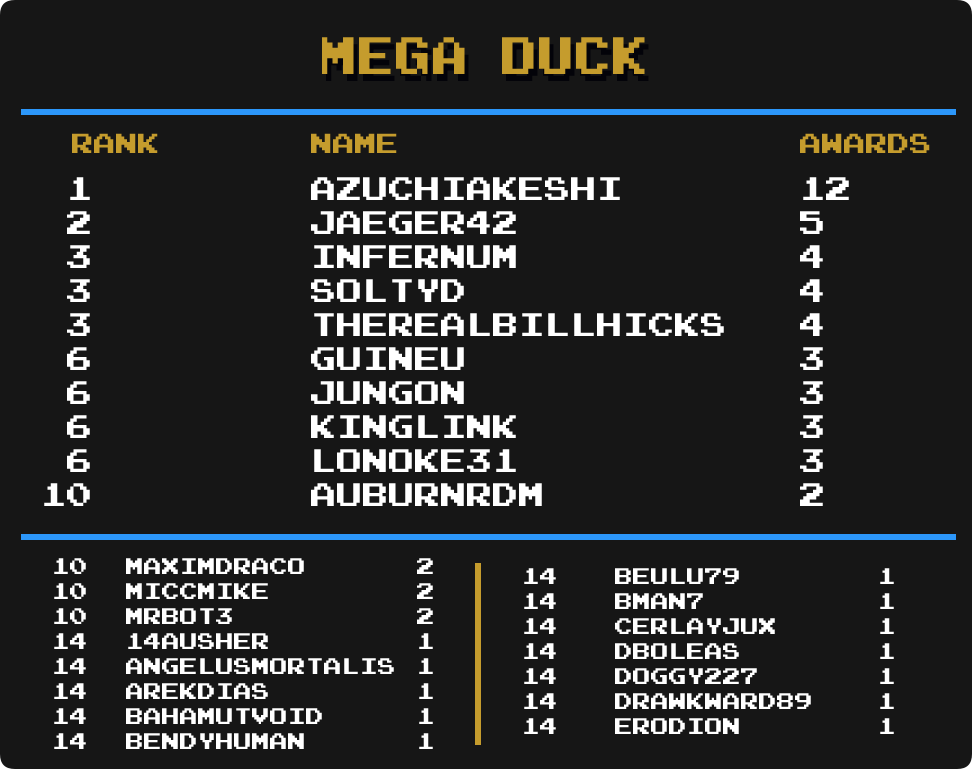 MEGA DUCK
RANK NAME AWARDS
1 AZUCHIAKESHI 12
2 JAEGER42 5
3 INFERNUM 4
3 SOLTYD 4
3 THEREALBILLHICKS 4
6 GUINEU 3
6 JUNGON 3
6 KINGLINK 3
6 LONOKE31 3
10 AUBURNRDM 2
10 MAXIMDRACO 2
10 MICCMIKE 2
10 MRBOT3 2
14 14AUSHER 1
14 ANGELUSMORTALIS 1
14 AREKDIAS 1
14 BAHAMUTVOID 1
14 BENDYHUMAN 1
14 BEULU79 1
14 BMAN7 1
14 CERLAYJUX 1
14 DBOLEAS 1
14 DOGGY227 1
14 DRAWKWARD89 1
14 ERODION 1